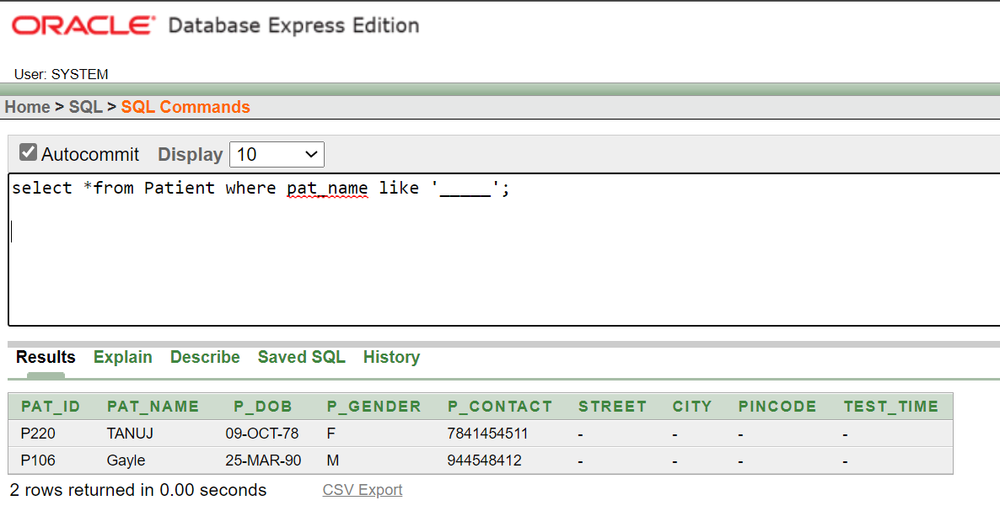 ORACLE Database Express Edition
User: SYSTEM
Home > SQL > SQL Commands
Autocommit Display 10
select *from Patient where pat_name like '_____';
Results Explain Describe Saved SQL History
PAT_ID PAT_NAME P_DOB P_GENDER P_CONTACT STREET CITY PINCODE TEST_TIME
P220 TANUJ 09-OCT-78 F 7841454511 - - - -
P106 Gayle 25-MAR-90 M 944548412 - - - -
2 rows returned in 0.00 seconds CSV Export